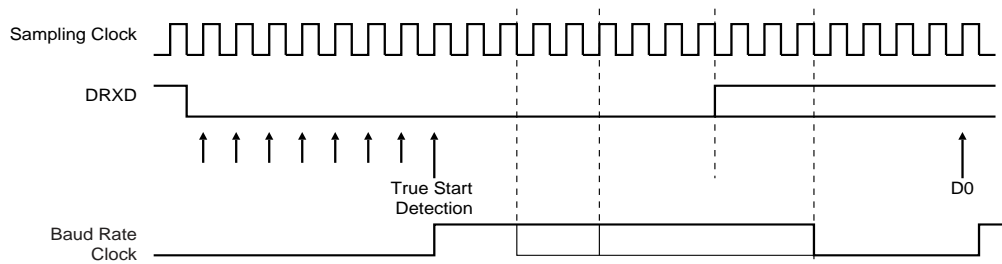 Sampling Clock
DRXD
True Start
Detection
D0
Baud Rate
Clock